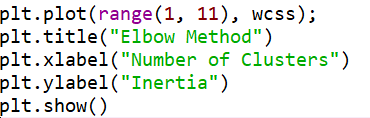 plt.plot(range(1, 11), wcss);
plt.title("Elbow Method")
plt.xlabel("Number of Clusters")
plt.ylabel("Inertia")
plt.show()